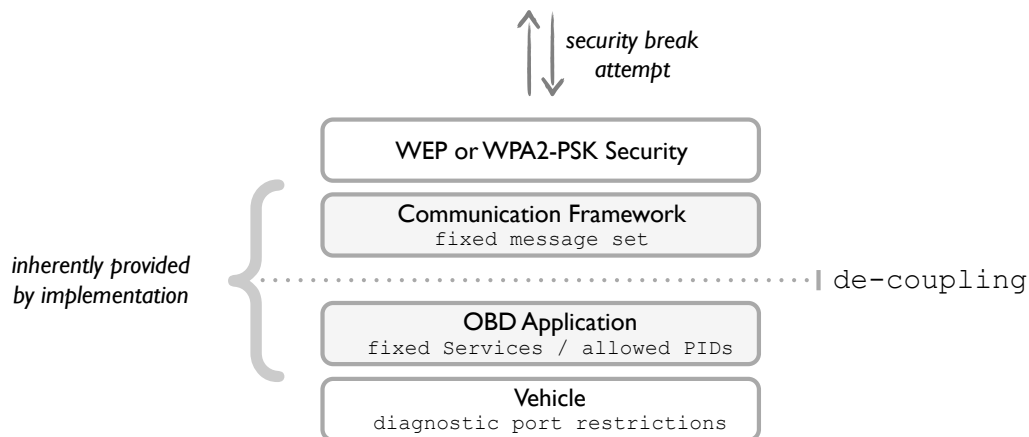 security break
attempt
WEP or WPA2-PSK Security
Communication Framework
fixed message set
inherently provided
by implementation
de-coupling
OBD Application
fixed Services / allowed PIDs
Vehicle
diagnostic port restrictions